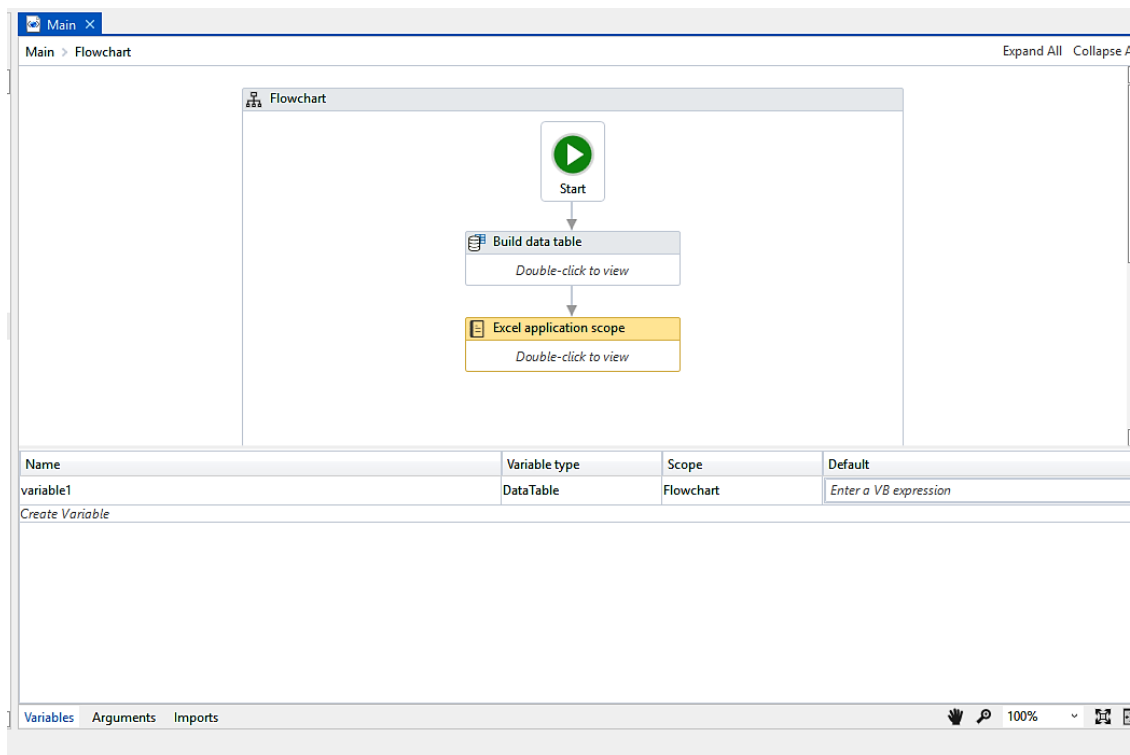 Main
Main > Flowchart
Expand All Collapse A
Flowchart
Start
Build data table
Double-click to view
Excel application scope
Double-click to view
Name Variable type Scope Default
variable1 DataTable Flowchart Enter a VB expression
Create Variable
Variables Arguments Imports 100%